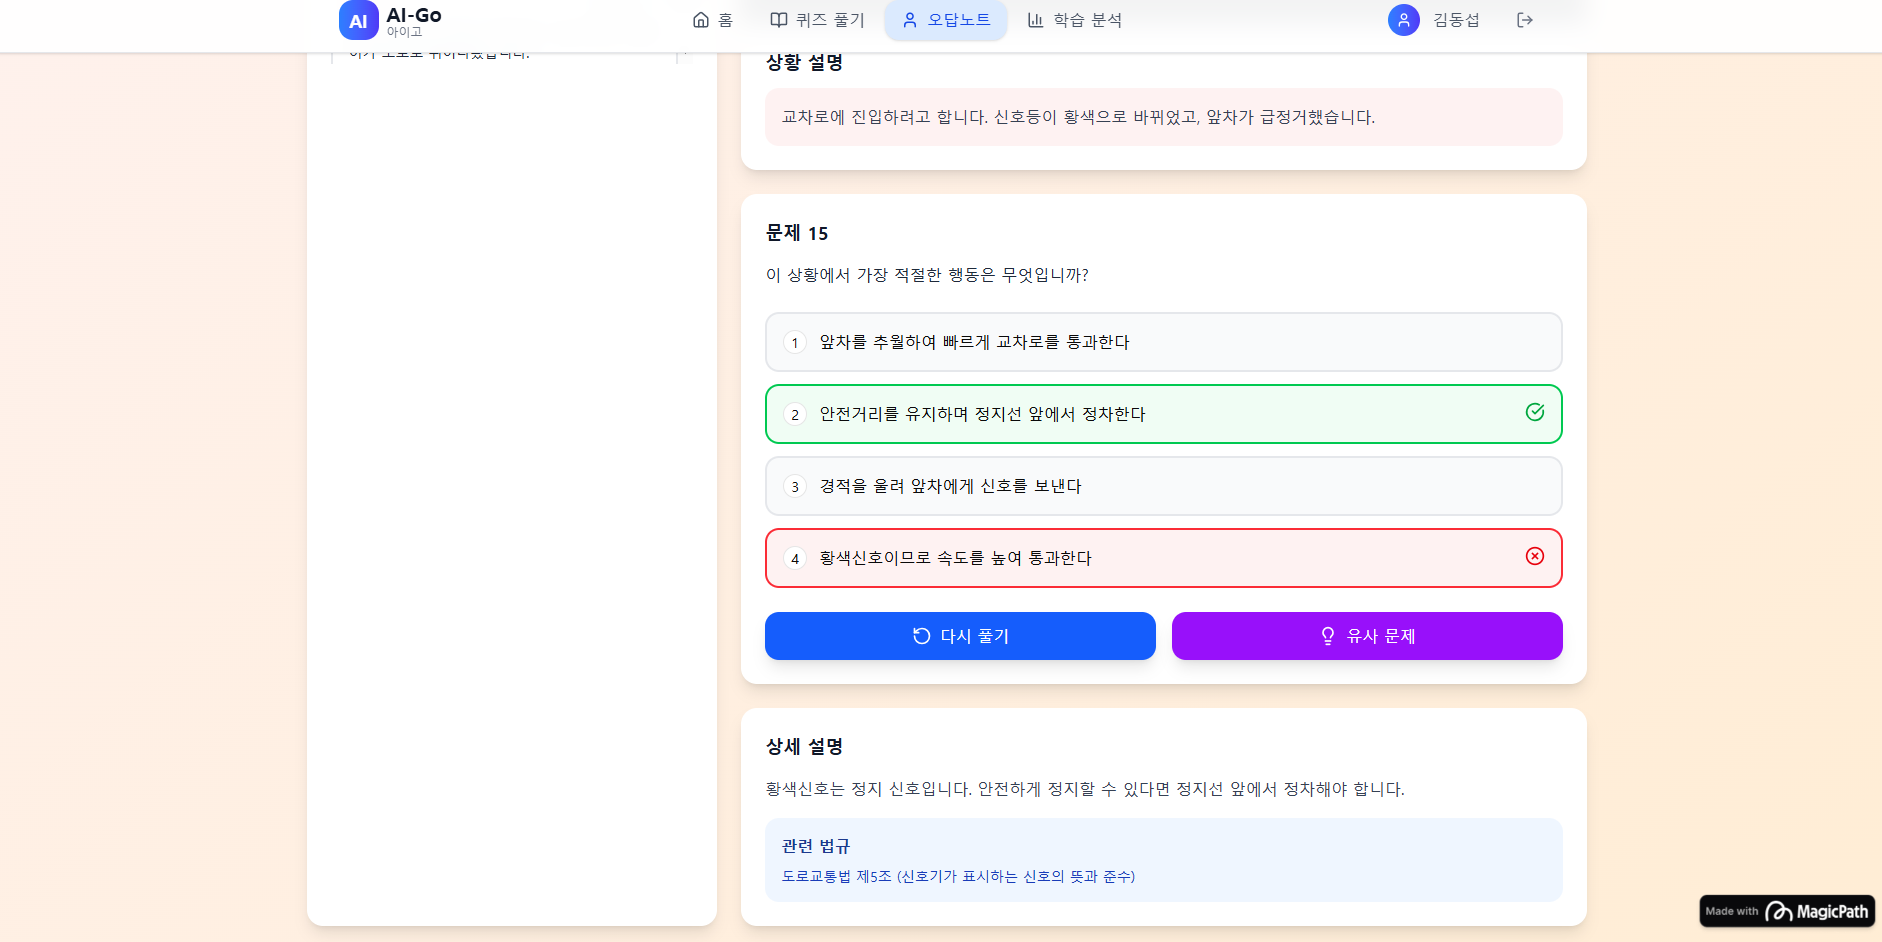 AI
AI-Go
아이고
홈
퀴즈 풀기
오답노트
학습 분석
김동섭
상황 설명
교차로에 진입하려고 합니다. 신호등이 황색으로 바뀌었고, 앞차가 급정거했습니다.
문제 15
이 상황에서 가장 적절한 행동은 무엇입니까?
1 앞차를 추월하여 빠르게 교차로를 통과한다
2 안전거리를 유지하며 정지선 앞에서 정차한다
3 경적을 울려 앞차에게 신호를 보낸다
4 황색신호이므로 속도를 높여 통과한다
다시 풀기
유사 문제
상세 설명
황색신호는 정지 신호입니다. 안전하게 정지할 수 있다면 정지선 앞에서 정차해야 합니다.
관련 법규
도로교통법 제5조 (신호기가 표시하는 신호의 뜻과 준수)
Made with MagicPath